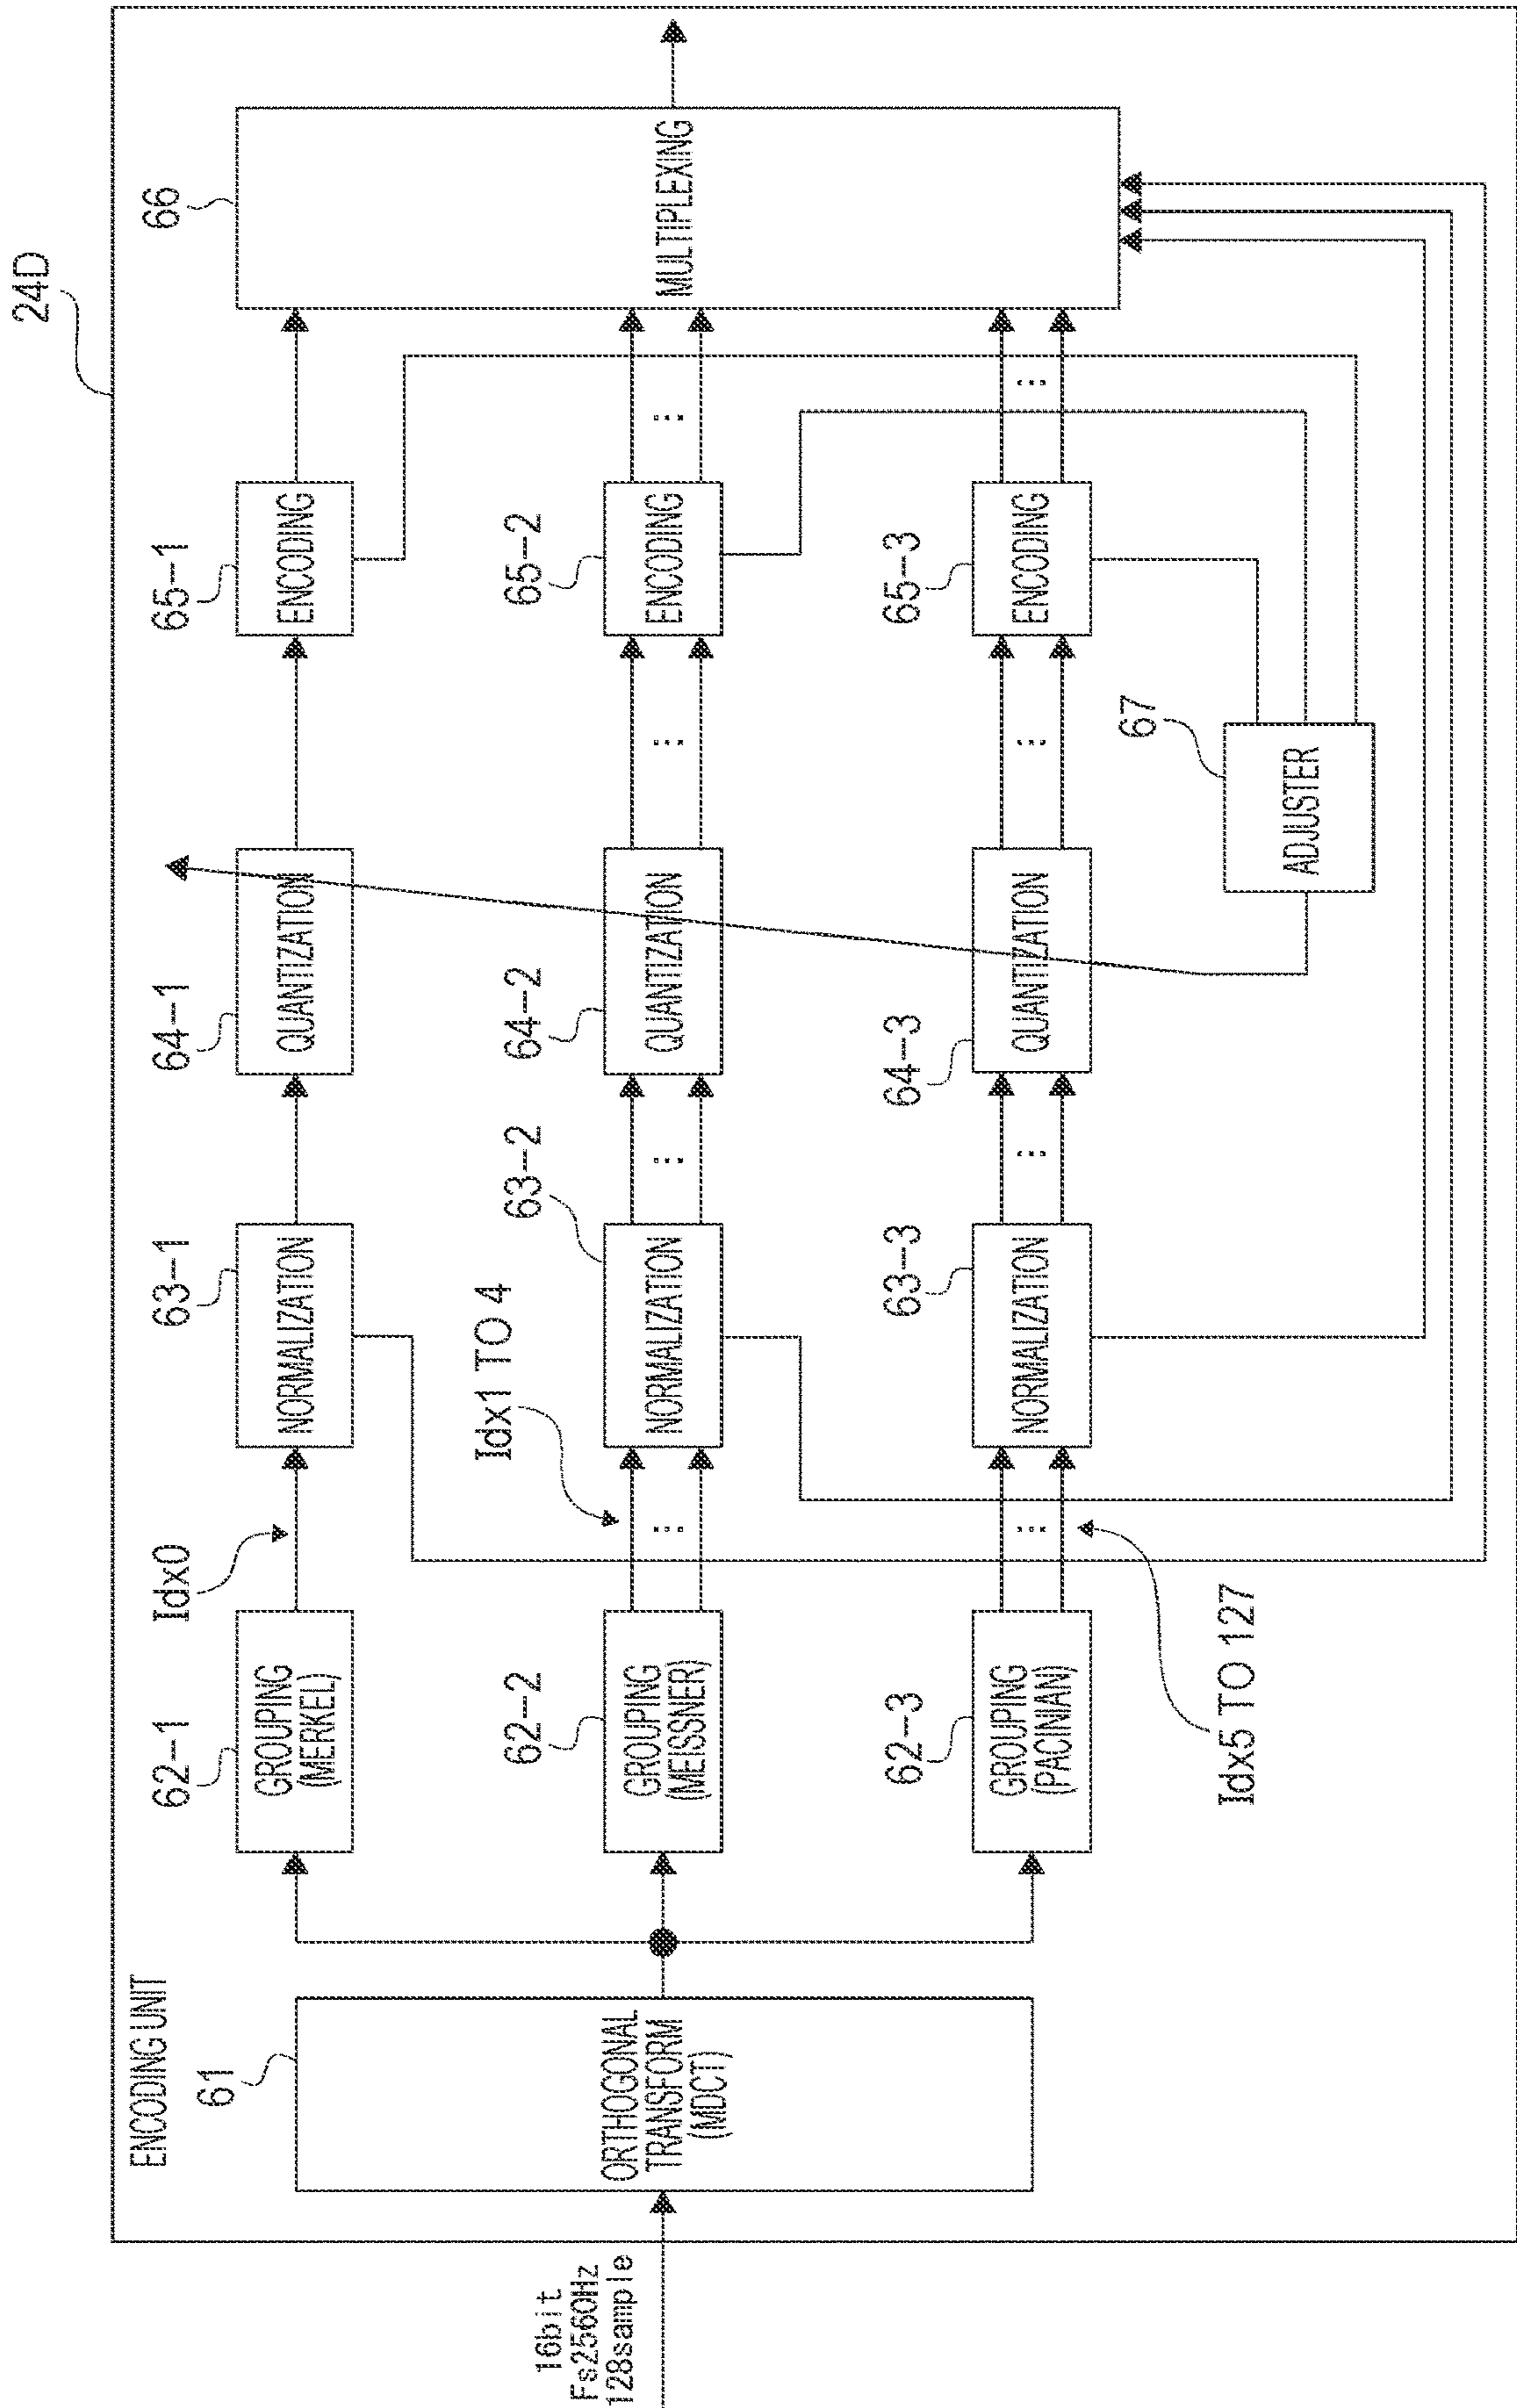 24D
ENCODING UNIT
16bit
Fs2560Hz
128sample
61
ORTHOGONAL
TRANSFORM
(MDCT)
62-1
GROUPING
(MERKEL)
Idx0
63-1
NORMALIZATION
64-1
QUANTIZATION
65-1
ENCODING
62-2
GROUPING
(MEISSNER)
Idx1 TO 4
63-2
NORMALIZATION
64-2
QUANTIZATION
65-2
ENCODING
62-3
GROUPING
(PACINIAN)
Idx5 TO 127
63-3
NORMALIZATION
64-3
QUANTIZATION
65-3
ENCODING
66
MULTIPLEXING
67
ADJUSTER